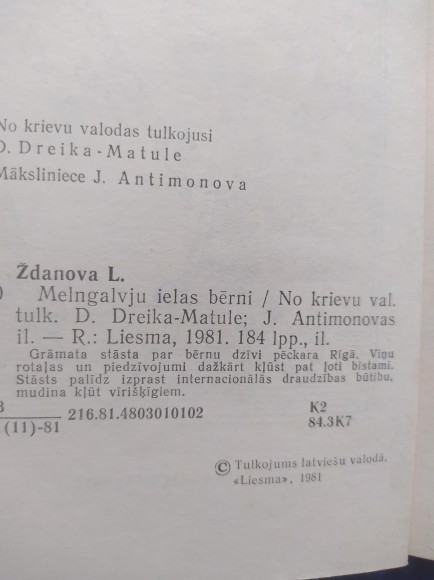 No krievu valodas tulkojusi
D. Dreika-Matule
Māksliniece J. Antimonova
Ždanova L.
Melngalvju ielas bērni / No krievu val.
tulk. D. Dreika-Matule; J. Antimonovas
il. — R.: Liesma, 1981. 184 lpp., il.
Grāmata stāsta par bērnu dzīvi pēckara Rīgā. Viņu
rotaļas un piedzīvojumi dažkārt kļūst pat ļoti bīstami.
Stāsts palīdz izprast internacionālās draudzības būtību,
mudina kļūt vīrišķīgiem.
216.81.4803010102 K2
(11)-81 84.3K7
© Tulkojums latviešu valodā.
«Liesma», 1981